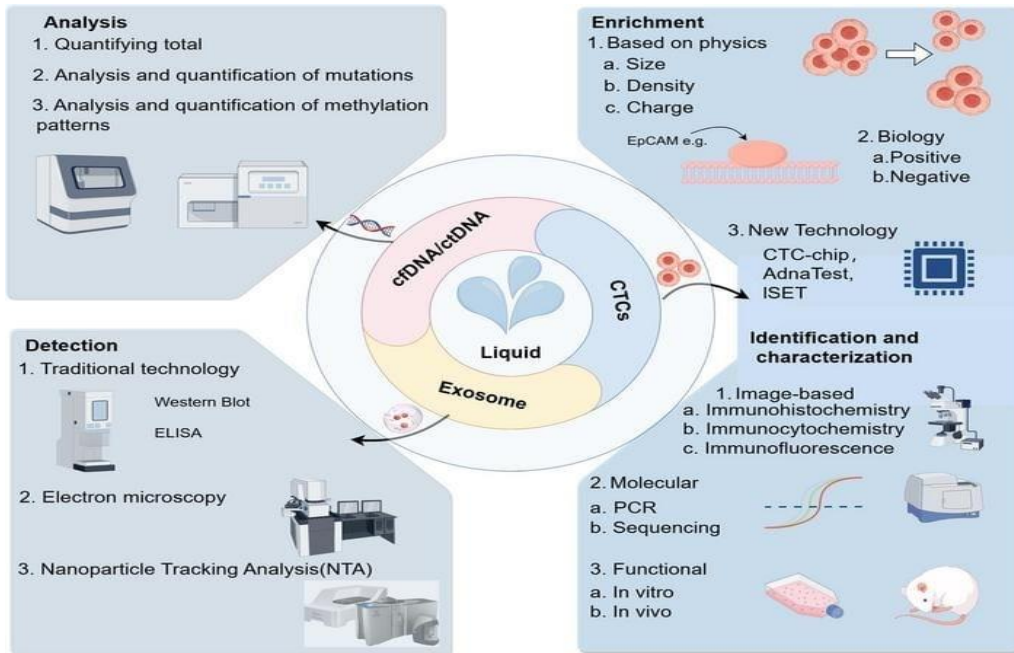 Analysis
1. Quantifying total
2. Analysis and quantification of mutations
3. Analysis and quantification of methylation
patterns
Enrichment
1. Based on physics
a. Size
b. Density
c. Charge
EpCAM e.g.
2. Biology
a.Positive
b.Negative
3. New Technology
CTC-chip,
AdnaTest,
ISET
cfDNA/ctDNA
CTCs
Liquid
Exosome
Detection
1. Traditional technology
Western Blot
ELISA
2. Electron microscopy
3. Nanoparticle Tracking Analysis(NTA)
Identification and
characterization
1. Image-based
a. Immunohistochemistry
b. Immunocytochemistry
c. Immunofluorescence
2. Molecular
a. PCR
b. Sequencing
3. Functional
a. In vitro
b. In vivo